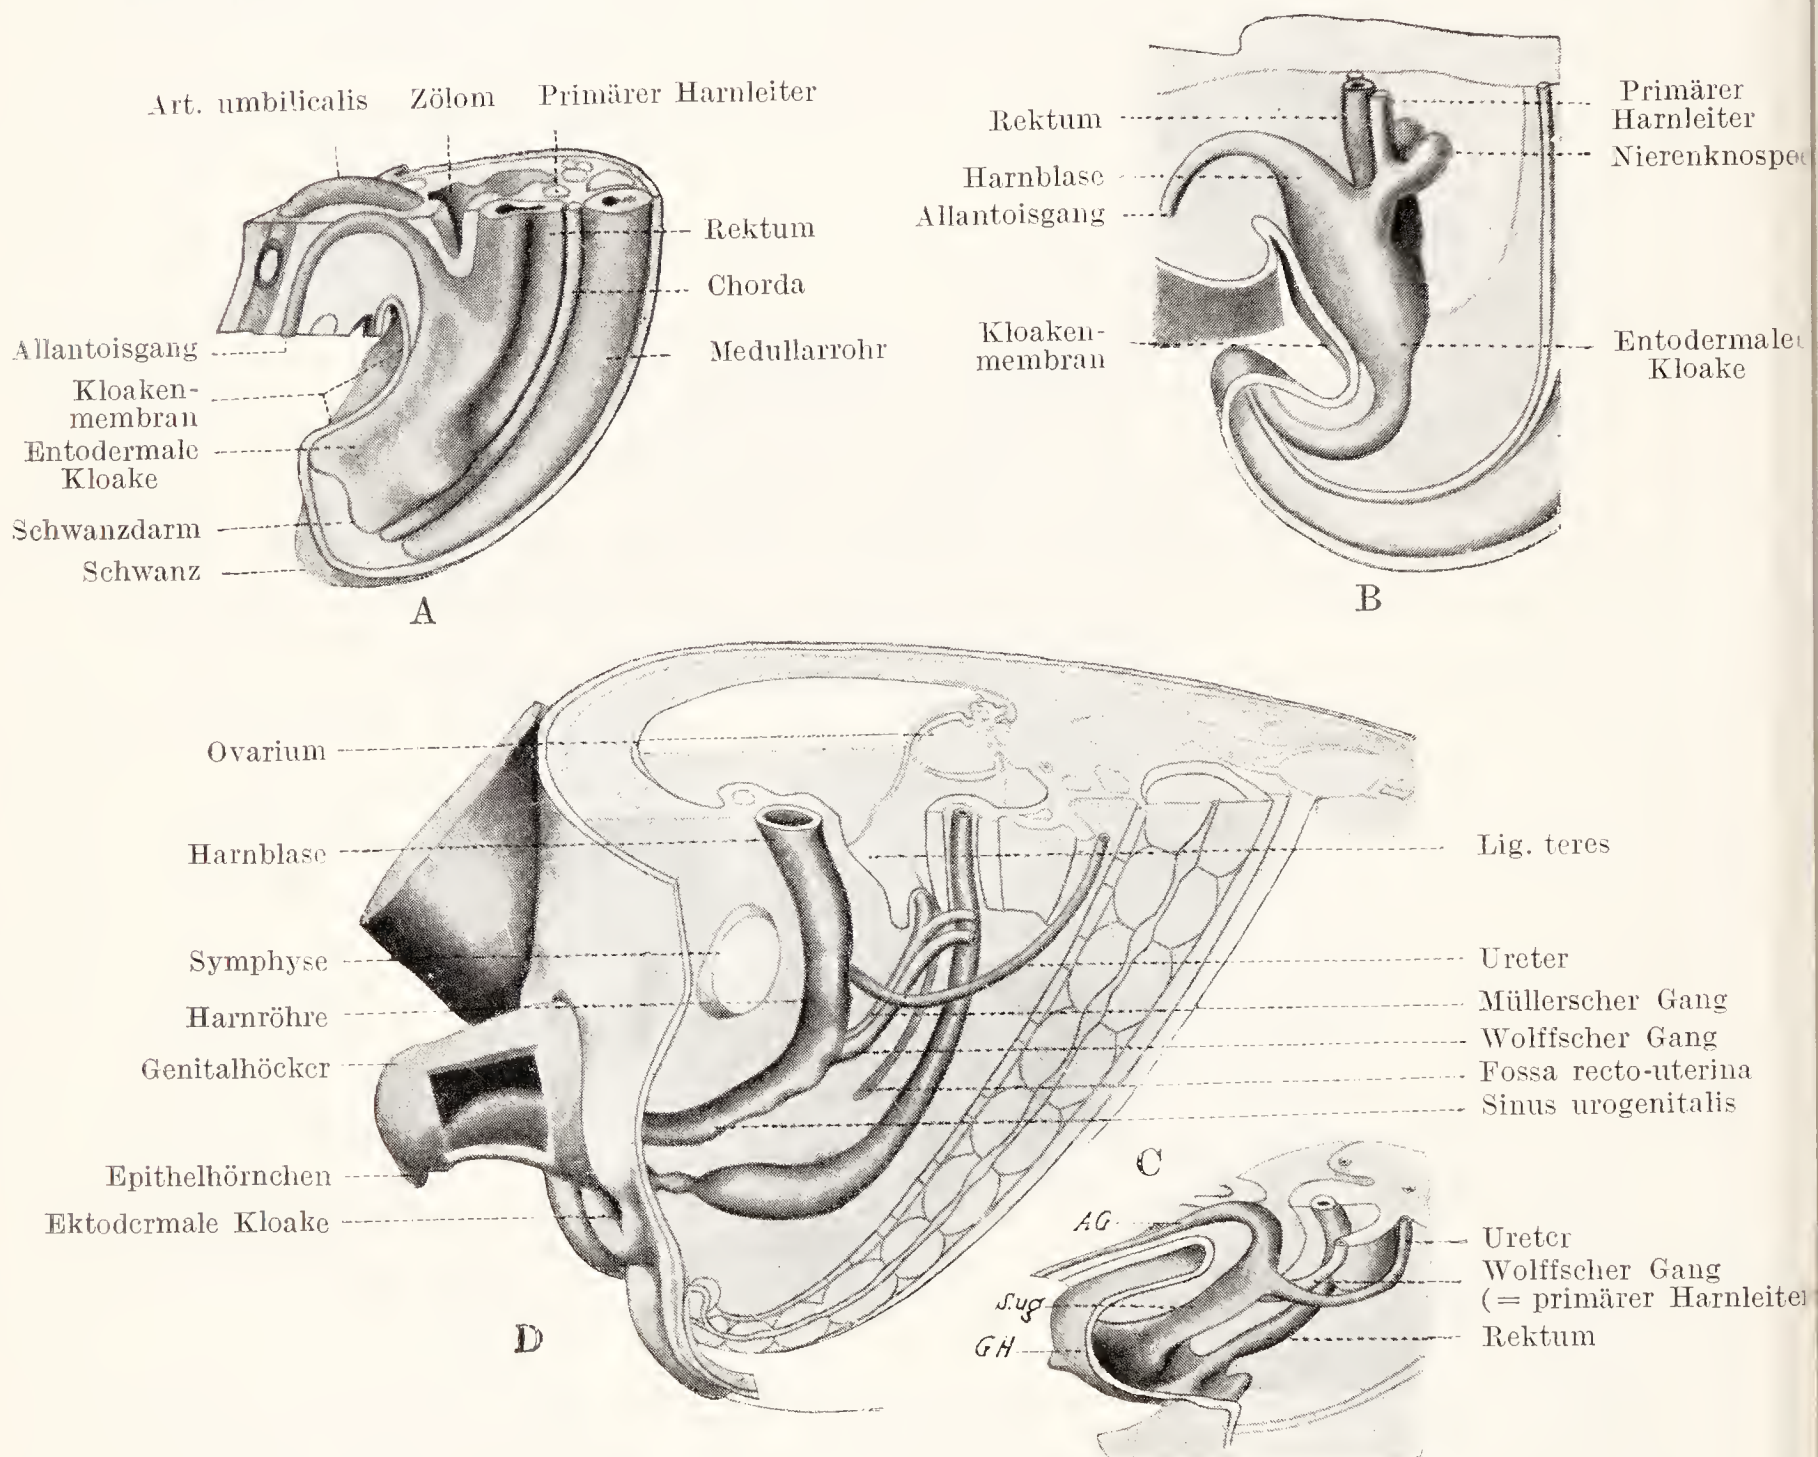 Art. umbilicalis Zölom Primärer Harnleiter
Rektum
Chorda
Medullarrohr
Allantoisgang
Kloaken-
membran
Entodermale
Kloake
Schwanzdarm
Schwanz
A
Rektum
Harnblase
Allantoisgang
Kloaken-
membran
Primärer
Harnleiter
Entodermale
Kloake
B
Ovarium
Harnblase
Symphyse
Harnröhre
Genitalhöcker
Epithelhörnchen
Ektodermale Kloake
Lig. teres
Ureter
Müllerscher Gang
Wolffscher Gang
Fossa recto-uterina
Sinus urogenitalis
D
C
AG
S.ug
GH
Ureter
Wolffscher Gang
(= primärer
Rektum